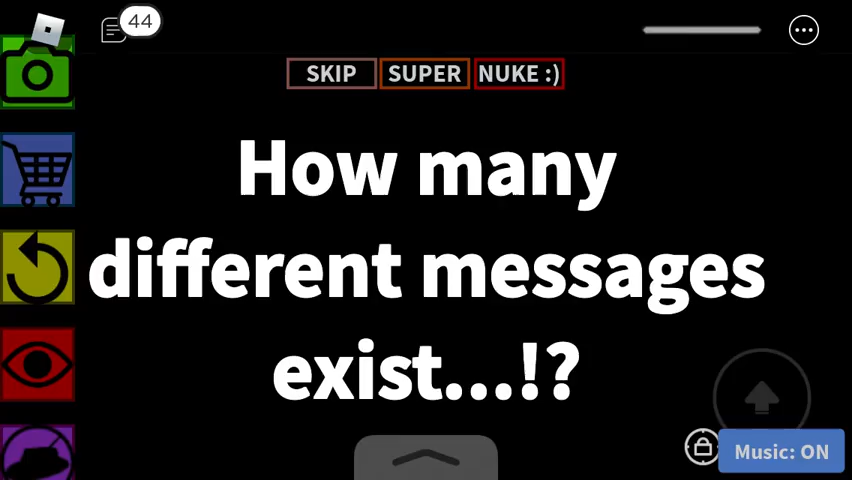 44
SKIP SUPER NUKE :)
How many
different messages
exist...!?
Music: ON